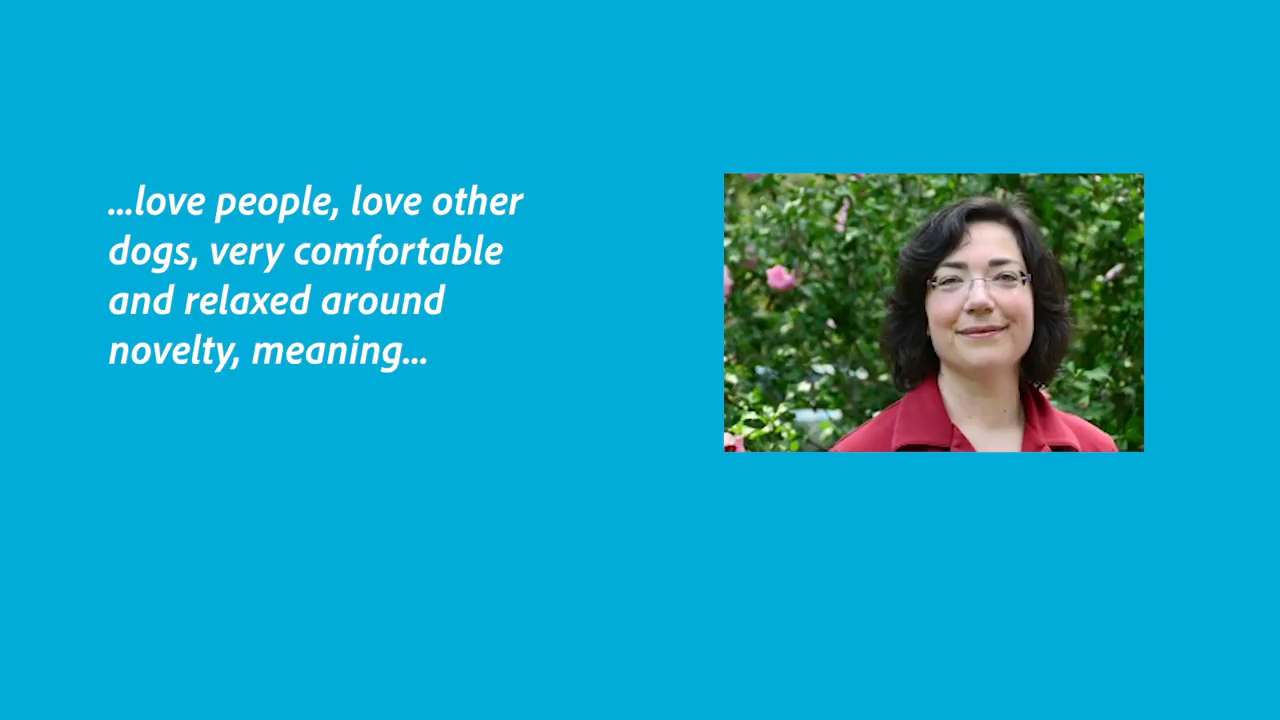 ...love people, love other
dogs, very comfortable
and relaxed around
novelty, meaning...